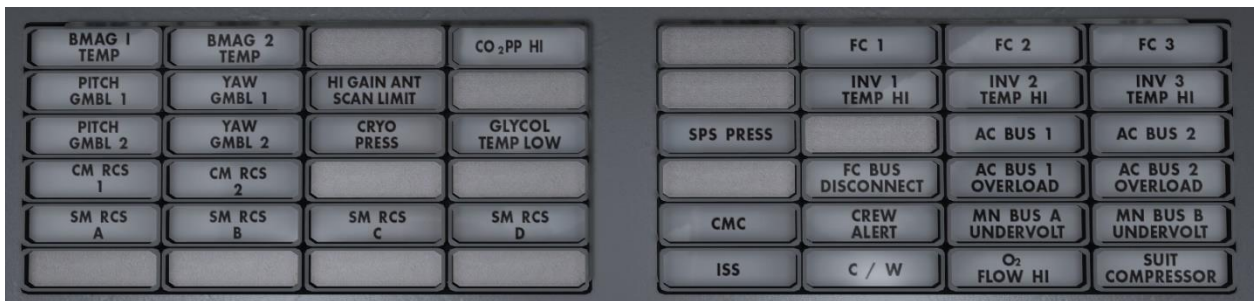 BMAG 1
TEMP
BMAG 2
TEMP
CO₂PP HI
PITCH
GMBL 1
YAW
GMBL 1
HI GAIN ANT
SCAN LIMIT
PITCH
GMBL 2
YAW
GMBL 2
CRYO
PRESS
GLYCOL
TEMP LOW
CM RCS
1
CM RCS
2
SM RCS
A
SM RCS
B
SM RCS
C
SM RCS
D
FC 1
FC 2
FC 3
INV 1
TEMP HI
INV 2
TEMP HI
INV 3
TEMP HI
SPS PRESS
AC BUS 1
AC BUS 2
FC BUS
DISCONNECT
AC BUS 1
OVERLOAD
AC BUS 2
OVERLOAD
CMC
CREW
ALERT
MN BUS A
UNDERVOLT
MN BUS B
UNDERVOLT
ISS
C / W
O₂
FLOW HI
SUIT
COMPRESSOR